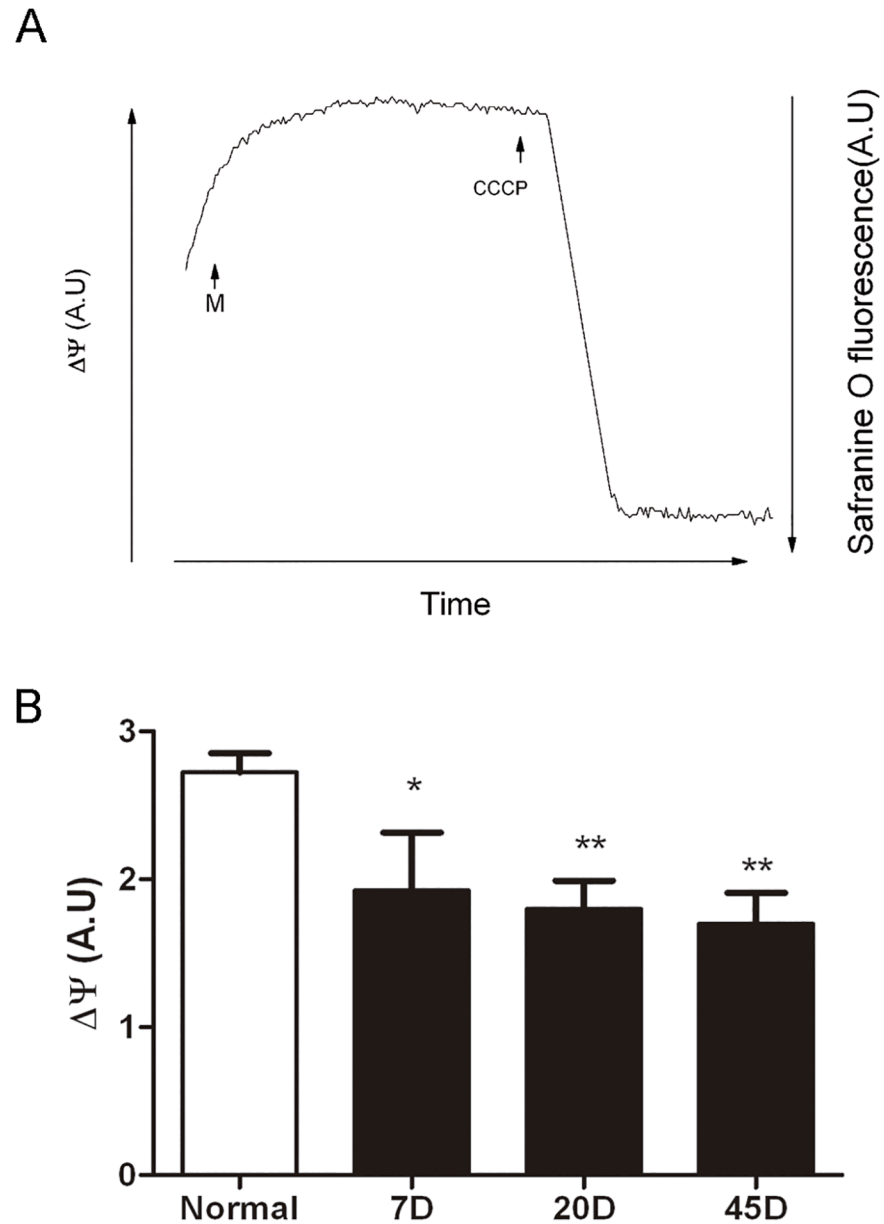 A
ΔΨ (A.U)
M
CCCP
Safranine O fluorescence(A.U)
Time
B
ΔΨ (A.U)
3
2
1
0
*
**
**
Normal 7D 20D 45D